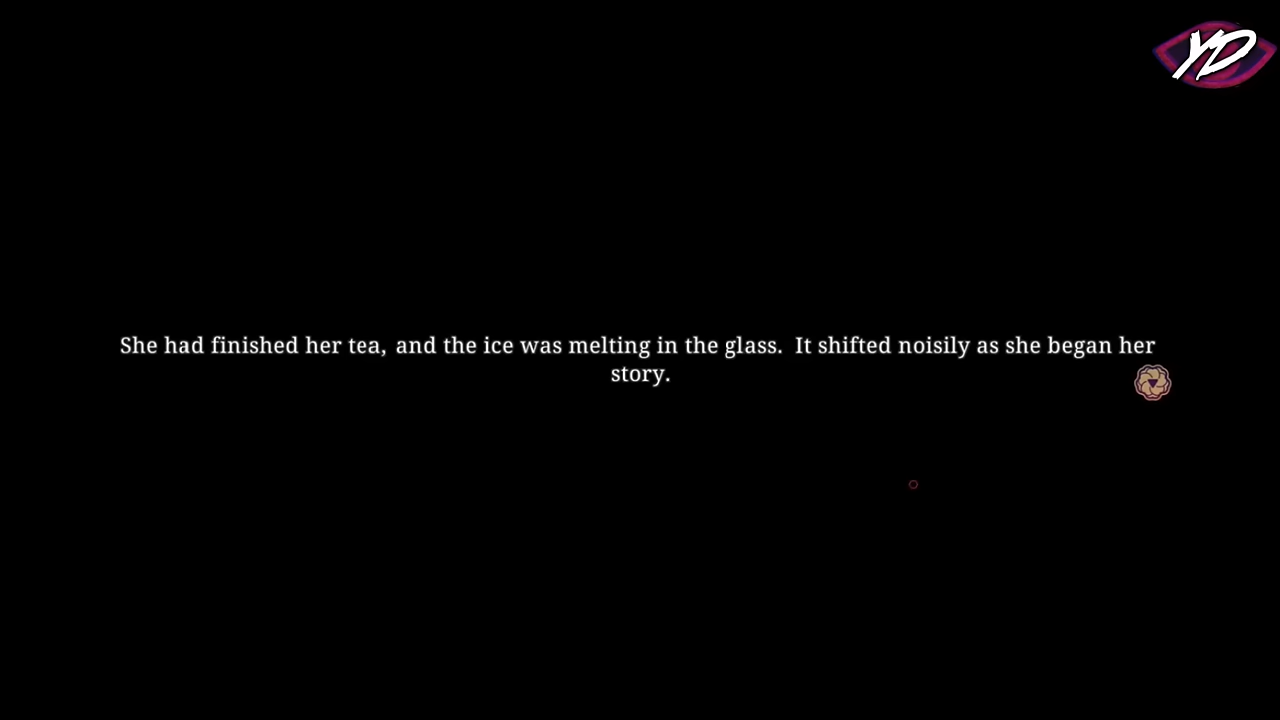 YD
She had finished her tea, and the ice was melting in the glass. It shifted noisily as she began her
story.